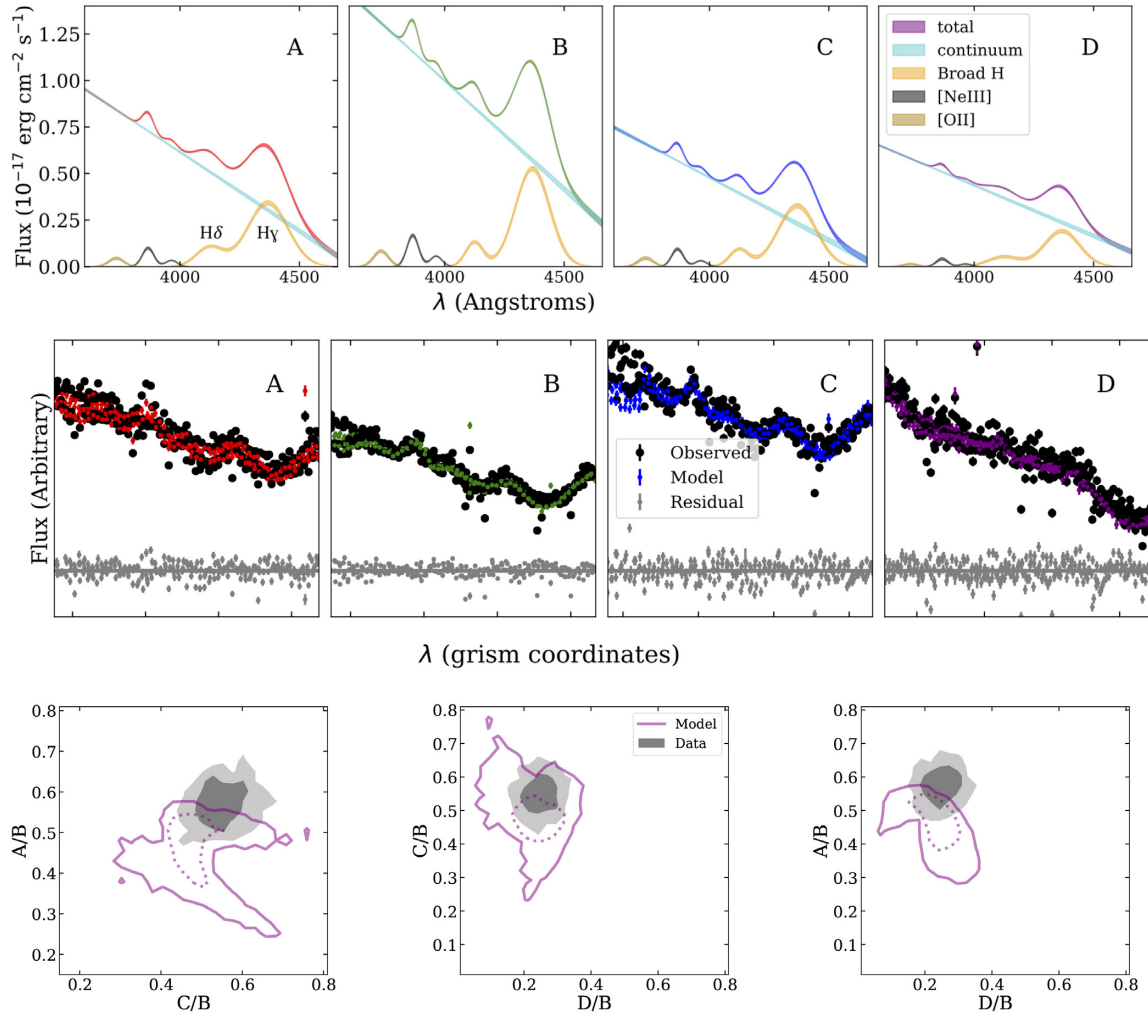 1.25
1.00
0.75
0.50
0.25
0.00
Flux (10⁻¹⁷ erg cm⁻² s⁻¹)
A
B
C
D
total
continuum
Broad H
[NeIII]
[OII]
Hδ
Hɣ
4000
4500
4000
4500
4000
4500
4000
4500
λ (Angstroms)
Flux (Arbitrary)
A
B
C
D
Observed
Model
Residual
λ (grism coordinates)
A/B
0.8
0.7
0.6
0.5
0.4
0.3
0.2
0.2
0.4
0.6
0.8
C/B
C/B
0.8
0.7
0.6
0.5
0.4
0.3
0.2
0.1
Model
Data
0.2
0.4
0.6
0.8
D/B
A/B
0.8
0.7
0.6
0.5
0.4
0.3
0.2
0.1
0.2
0.4
0.6
0.8
D/B